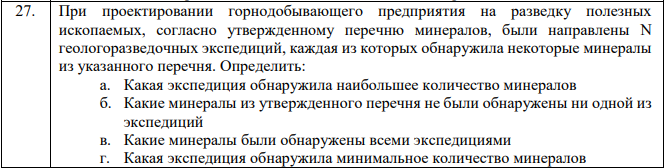 27. При проектировании горнодобывающего предприятия на разведку полезных
ископаемых, согласно утвержденному перечню минералов, были направлены N
геологоразведочных экспедиций, каждая из которых обнаружила некоторые минералы
из указанного перечня. Определить:
а. Какая экспедиция обнаружила наибольшее количество минералов
б. Какие минералы из утвержденного перечня не были обнаружены ни одной из
экспедиций
в. Какие минералы были обнаружены всеми экспедициями
г. Какая экспедиция обнаружила минимальное количество минералов